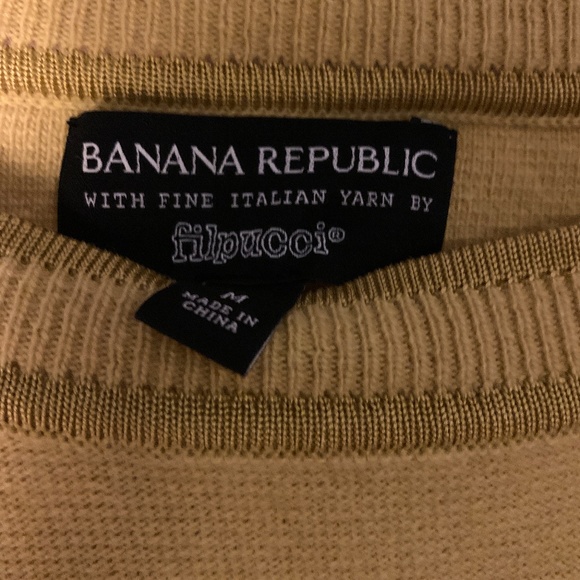 BANANA REPUBLIC
WITH FINE ITALIAN YARN BY
filpucci®
M
MADE IN
CHINA